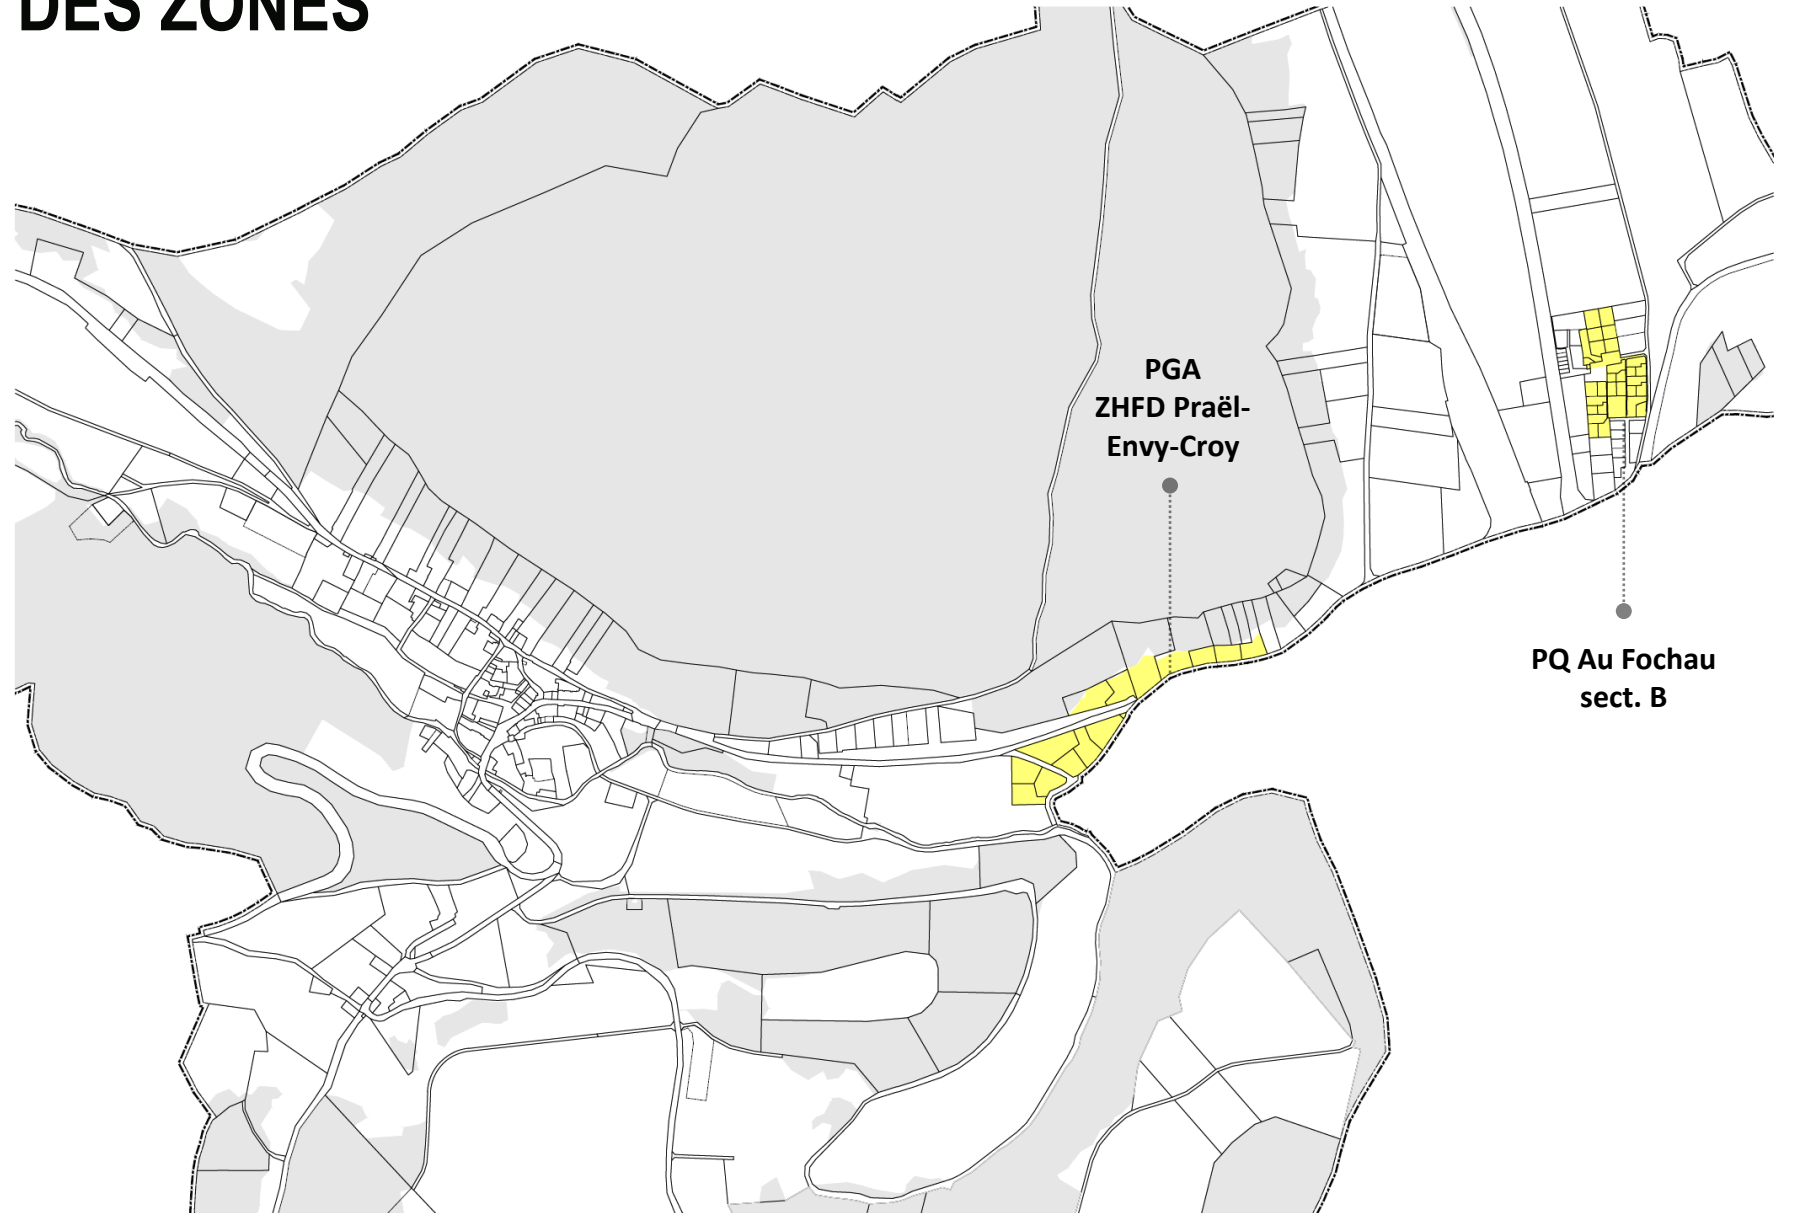 DES ZONES
PGA
ZHFD Praël-
Envy-Croy
PQ Au Fochau
sect. B